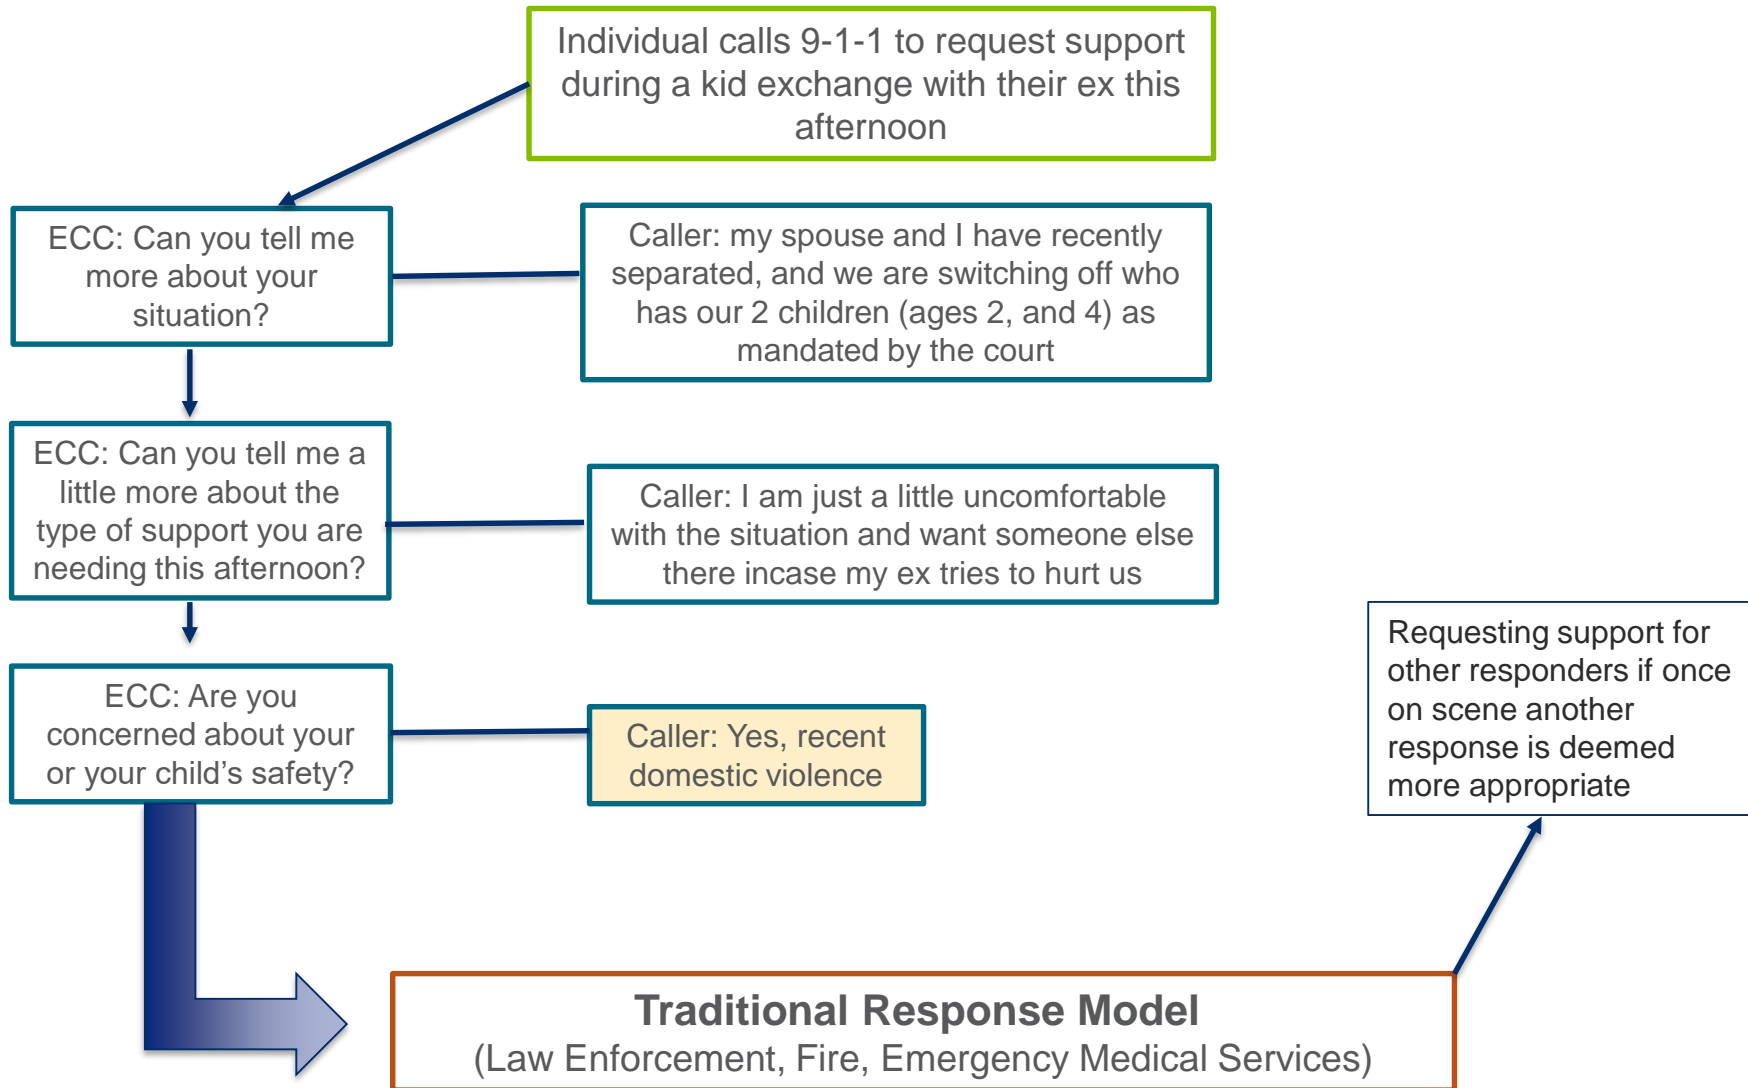 Individual calls 9-1-1 to request support
during a kid exchange with their ex this
afternoon
ECC: Can you tell me
more about your
situation?
Caller: my spouse and I have recently
separated, and we are switching off who
has our 2 children (ages 2, and 4) as
mandated by the court
ECC: Can you tell me a
little more about the
type of support you are
needing this afternoon?
Caller: I am just a little uncomfortable
with the situation and want someone else
there incase my ex tries to hurt us
ECC: Are you
concerned about your
or your child’s safety?
Caller: Yes, recent
domestic violence
Requesting support for
other responders if once
on scene another
response is deemed
more appropriate
Traditional Response Model
(Law Enforcement, Fire, Emergency Medical Services)